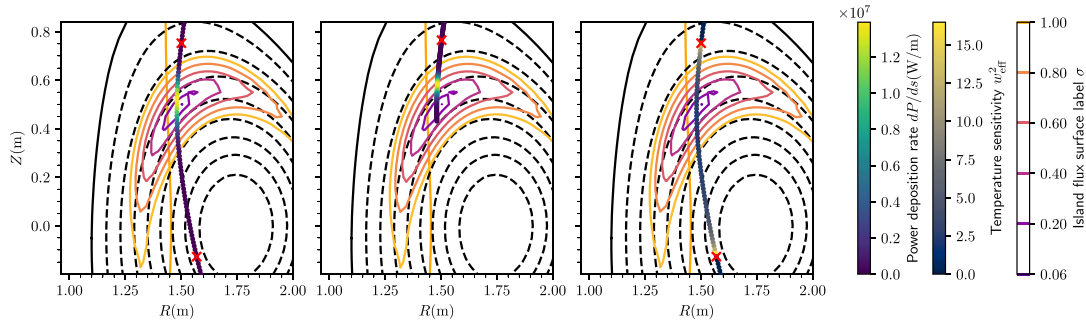 0.8
0.6
0.4
0.2
0.0
Z(m)
1.00 1.25 1.50 1.75 2.00
R(m)
1.00 1.25 1.50 1.75 2.00
R(m)
1.00 1.25 1.50 1.75 2.00
R(m)
×10⁷
1.2
1.0
0.8
0.6
0.4
0.2
0.0
Power deposition rate dP/ds(W/m)
15.0
12.5
10.0
7.5
5.0
2.5
0.0
Temperature sensitivity w²_eff
1.00
0.80
0.60
0.40
0.20
0.06
Island flux surface label σ